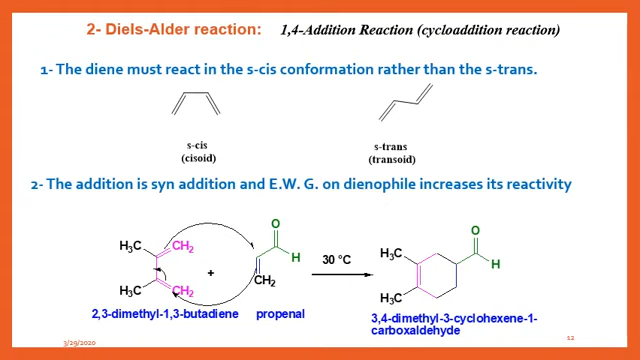 2- Diels-Alder reaction: 1,4-Addition Reaction (cycloaddition reaction)
1- The diene must react in the s-cis conformation rather than the s-trans.
s-cis
(cisoid)
s-trans
(transoid)
2- The addition is syn addition and E.W. G. on dienophile increases its reactivity
H3C
CH2
H3C
CH2
+
O
H
CH2
30 °C
H3C
H3C
O
H
2,3-dimethyl-1,3-butadiene
propenal
3,4-dimethyl-3-cyclohexene-1-
carboxaldehyde
3/29/2020
12